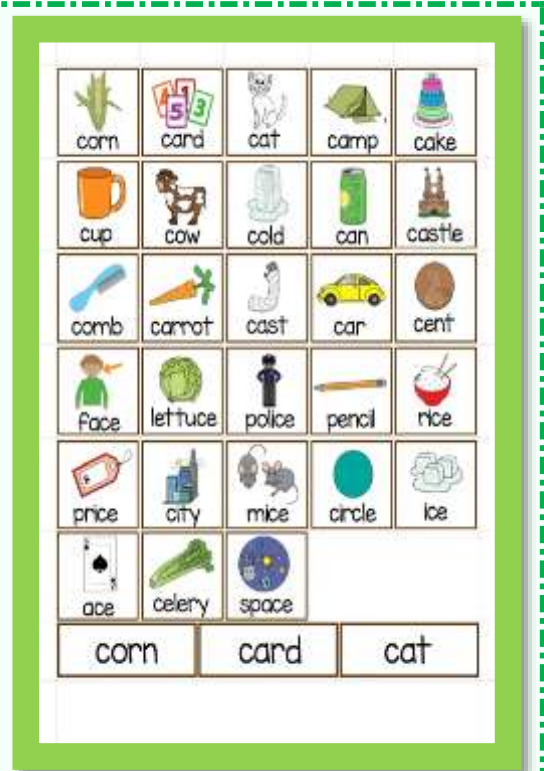 corn card cat camp cake
cup cow cold can castle
comb carrot cast car cent
face lettuce police pencil rice
price city mice circle ice
ace celery space
corn card cat